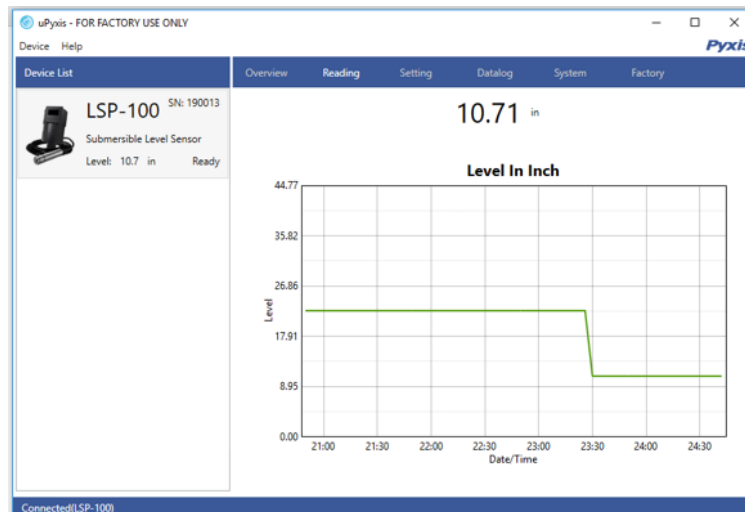 uPyxis - FOR FACTORY USE ONLY
Device Help
Pyxis
Device List
Overview Reading Setting Datalog System Factory
LSP-100 SN: 190013
Submersible Level Sensor
Level: 10.7 in Ready
10.71 in
Level In Inch
44.77
35.82
26.86
17.91
8.95
0.00
Level
21:00 21:30 22:00 22:30 23:00 23:30 24:00 24:30
Date/Time
Connected(LSP-100)